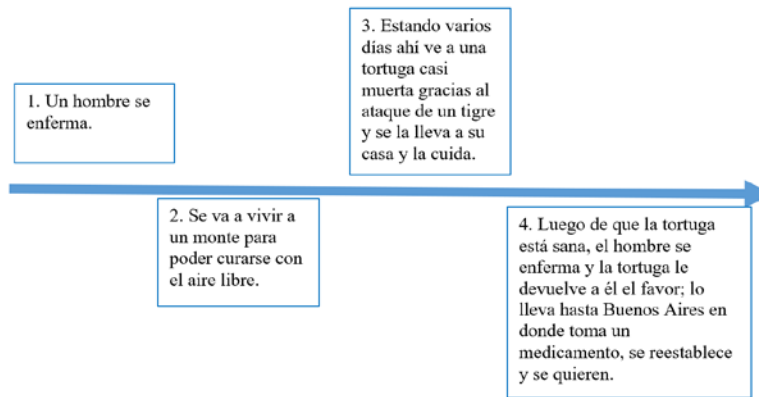 1. Un hombre se
enferma.
2. Se va a vivir a
un monte para
poder curarse con
el aire libre.
3. Estando varios
días ahí ve a una
tortuga casi
muerta gracias al
ataque de un tigre
y se la lleva a su
casa y la cuida.
4. Luego de que la tortuga
está sana, el hombre se
enferma y la tortuga le
devuelve a él el favor; lo
lleva hasta Buenos Aires en
donde toma un
medicamento, se reestablece
y se quieren.